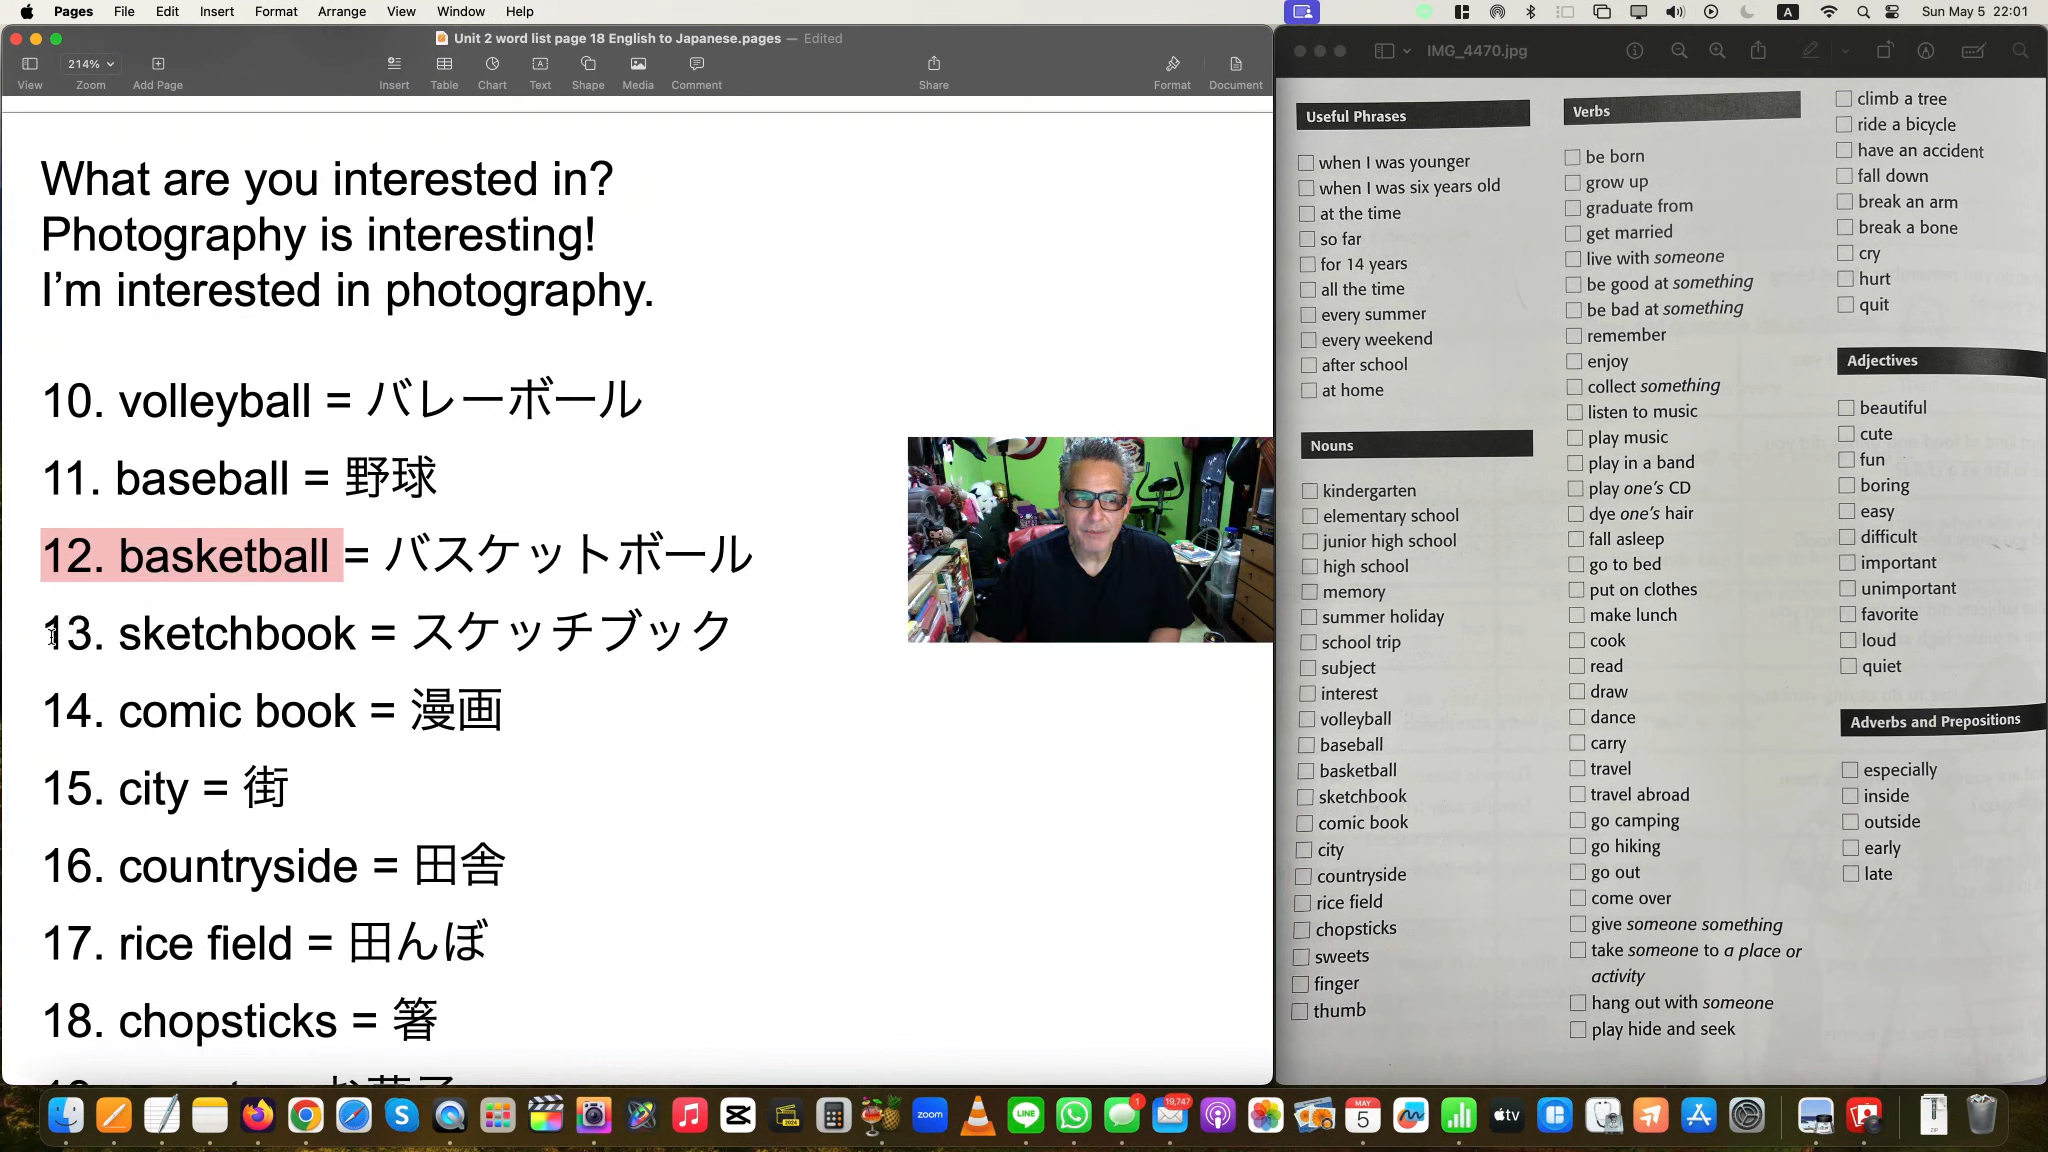 Pages File Edit Insert Format Arrange View Window Help
A Sun May 5 22:01
Unit 2 word list page 18 English to Japanese.pages — Edited
214%
View Zoom Add Page Insert Table Chart Text Shape Media Comment Share Format Document
What are you interested in?
Photography is interesting!
I’m interested in photography.
10. volleyball = バレーボール
11. baseball = 野球
12. basketball = バスケットボール
13. sketchbook = スケッチブック
14. comic book = 漫画
15. city = 街
16. countryside = 田舎
17. rice field = 田んぼ
18. chopsticks = 箸
IMG_4470.jpg
Useful Phrases
when I was younger
when I was six years old
at the time
so far
for 14 years
all the time
every summer
every weekend
after school
at home
Nouns
kindergarten
elementary school
junior high school
high school
memory
summer holiday
school trip
subject
interest
volleyball
baseball
basketball
sketchbook
comic book
city
countryside
rice field
chopsticks
sweets
finger
thumb
Verbs
be born
grow up
graduate from
get married
live with someone
be good at something
be bad at something
remember
enjoy
collect something
listen to music
play music
play in a band
play one’s CD
dye one’s hair
fall asleep
go to bed
put on clothes
make lunch
cook
read
draw
dance
carry
travel
travel abroad
go camping
go hiking
go out
come over
give someone something
take someone to a place or
activity
hang out with someone
play hide and seek
climb a tree
ride a bicycle
have an accident
fall down
break an arm
break a bone
cry
hurt
quit
Adjectives
beautiful
cute
fun
boring
easy
difficult
important
unimportant
favorite
loud
quiet
Adverbs and Prepositions
especially
inside
outside
early
late
zoom
LINE
1
19,747
MAY
5
tv
ZIP